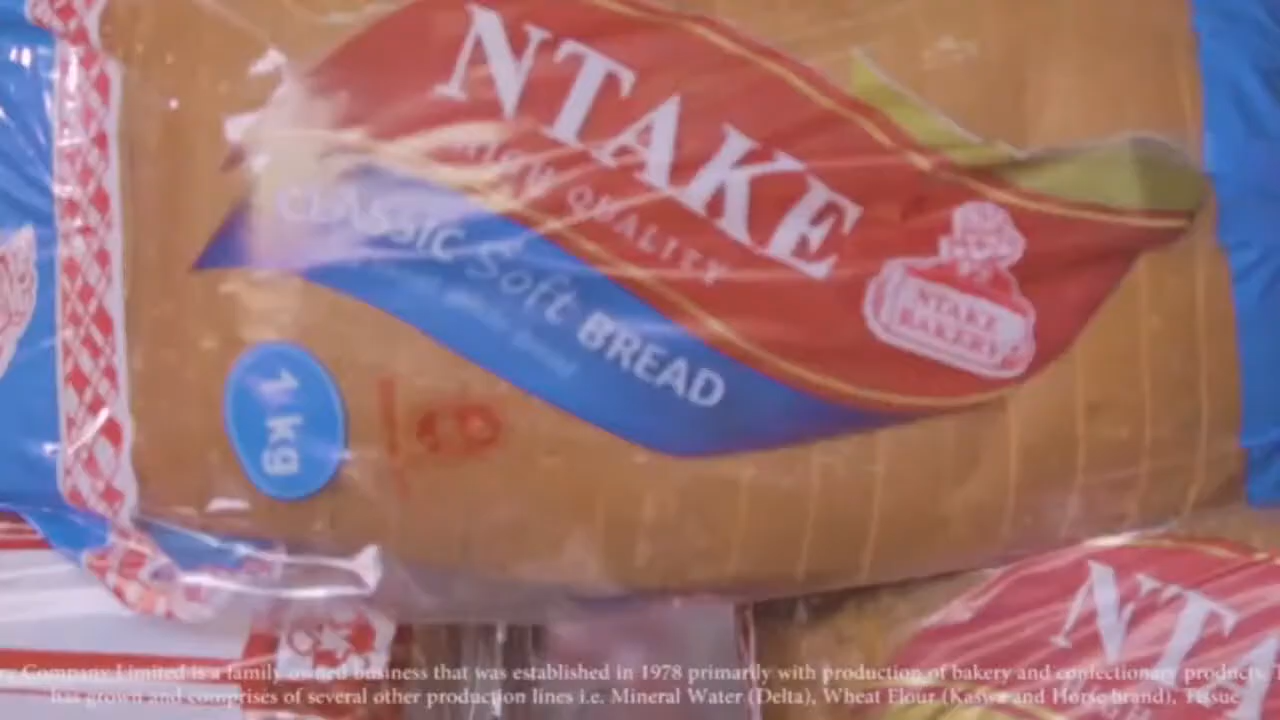 NTAKE
QUALITY
CLASSIC Soft BREAD
NTAKE
BAKERY
1 kg
NTA
Company Limited is a family owned business that was established in 1978 primarily with production of bakery and confectionary products.
has grown and comprises of several other production lines i.e. Mineral Water (Delta), Wheat Flour (Kaswa and Horse brand), Tissue